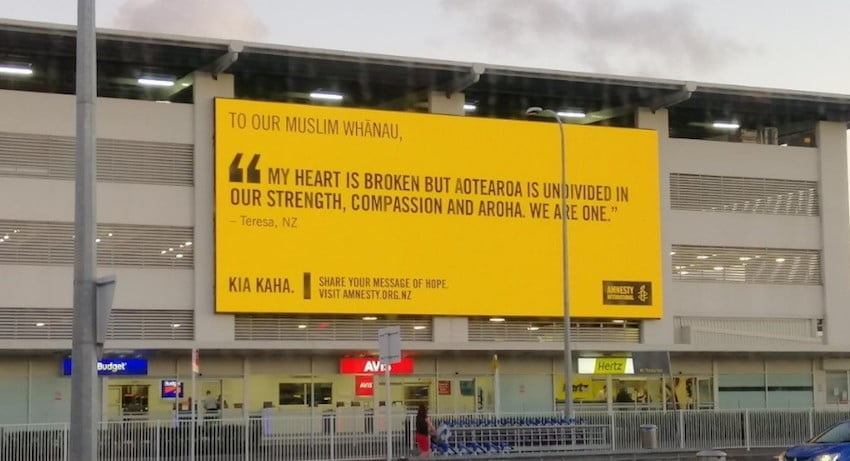 TO OUR MUSLIM WHĀNAU,
“ MY HEART IS BROKEN BUT AOTEAROA IS UNDIVIDED IN
OUR STRENGTH, COMPASSION AND AROHA. WE ARE ONE.”
– Teresa, NZ
KIA KAHA.
SHARE YOUR MESSAGE OF HOPE.
VISIT AMNESTY.ORG.NZ
AMNESTY
INTERNATIONAL
Budget
AVIS
Hertz
AVIS